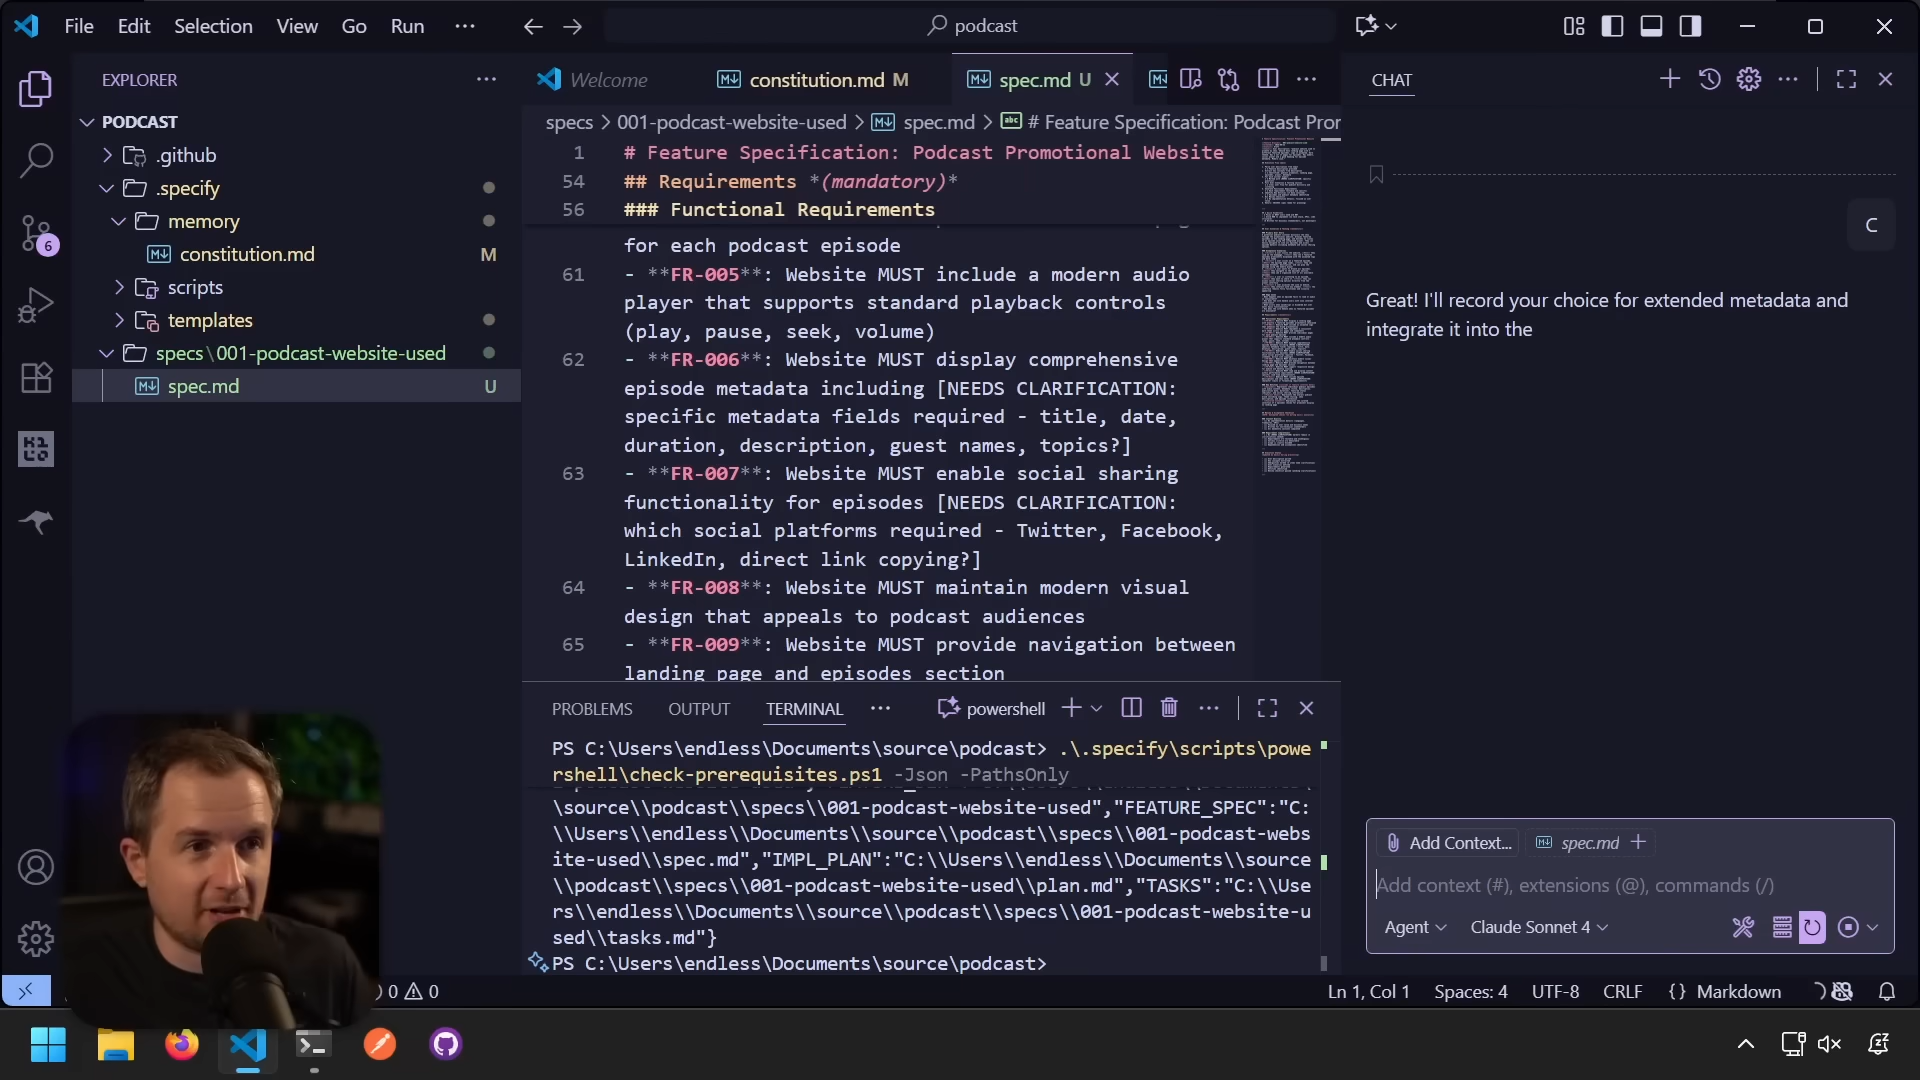 File Edit Selection View Go Run ···
podcast
EXPLORER
PODCAST
.github
.specify
memory
constitution.md M
scripts
templates
specs\001-podcast-website-used
spec.md U
6
Welcome
constitution.md M
spec.md U
specs > 001-podcast-website-used > spec.md > # Feature Specification: Podcast Pror
1 # Feature Specification: Podcast Promotional Website
54 ## Requirements *(mandatory)*
56 ### Functional Requirements
for each podcast episode
61 - **FR-005**: Website MUST include a modern audio
player that supports standard playback controls
(play, pause, seek, volume)
62 - **FR-006**: Website MUST display comprehensive
episode metadata including [NEEDS CLARIFICATION:
specific metadata fields required - title, date,
duration, description, guest names, topics?]
63 - **FR-007**: Website MUST enable social sharing
functionality for episodes [NEEDS CLARIFICATION:
which social platforms required - Twitter, Facebook,
LinkedIn, direct link copying?]
64 - **FR-008**: Website MUST maintain modern visual
design that appeals to podcast audiences
65 - **FR-009**: Website MUST provide navigation between
landing page and episodes section
PROBLEMS OUTPUT TERMINAL ··· powershell
PS C:\Users\endless\Documents\source\podcast> .\.specify\scripts\powe
rshell\check-prerequisites.ps1 -Json -PathsOnly
\source\\podcast\\specs\\001-podcast-website-used","FEATURE_SPEC":"C:
\\Users\\endless\\Documents\\source\\podcast\\specs\\001-podcast-webs
ite-used\\spec.md","IMPL_PLAN":"C:\\Users\\endless\\Documents\\source
\\podcast\\specs\\001-podcast-website-used\\plan.md","TASKS":"C:\\Use
rs\\endless\\Documents\\source\\podcast\\specs\\001-podcast-website-u
sed\\tasks.md"}
PS C:\Users\endless\Documents\source\podcast>
CHAT
C
Great! I'll record your choice for extended metadata and
integrate it into the
Add Context... spec.md
Add context (#), extensions (@), commands (/)
Agent Claude Sonnet 4
0 0
Ln 1, Col 1 Spaces: 4 UTF-8 CRLF {} Markdown